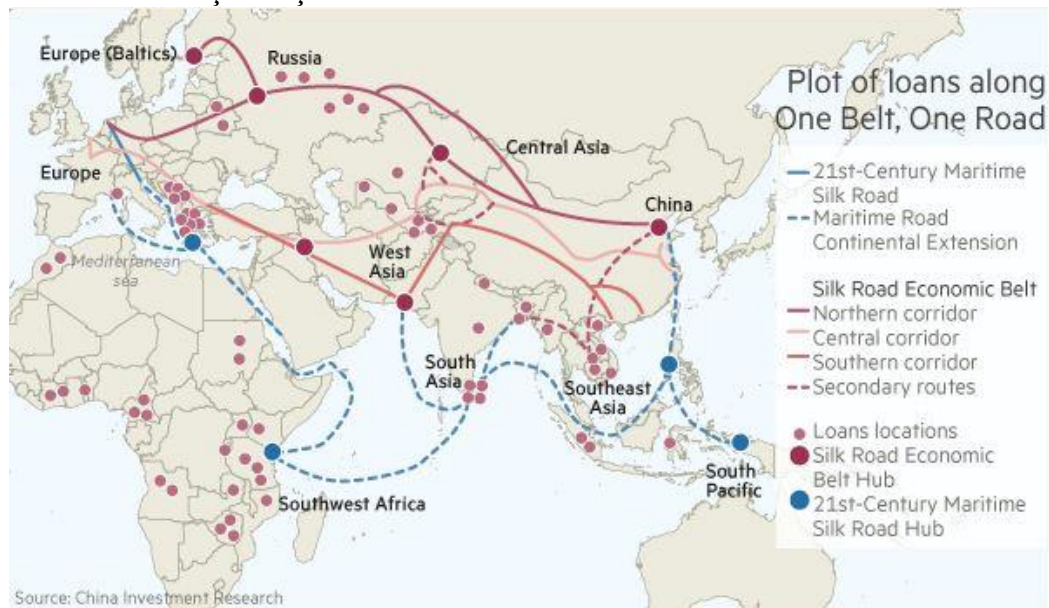 Europe (Baltics)
Russia
Europe
Central Asia
China
West
Asia
Mediterranean
sea
South
Asia
Southeast
Asia
South
Pacific
Southwest Africa
Source: China Investment Research
Plot of loans along
One Belt, One Road
21st-Century Maritime
Silk Road
Maritime Road
Continental Extension
Silk Road Economic Belt
Northern corridor
Central corridor
Southern corridor
Secondary routes
Loans locations
Silk Road Economic
Belt Hub
21st-Century Maritime
Silk Road Hub